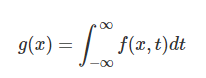 g(x) = ∫_{-∞}^{∞} f(x,t)dt